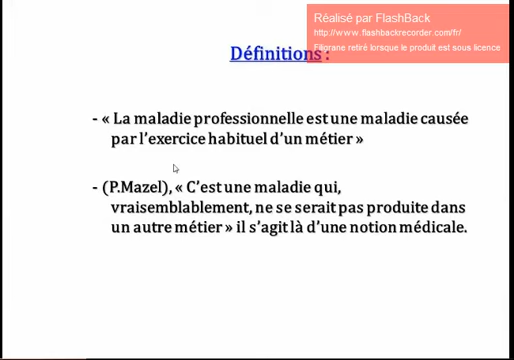 Réalisé par FlashBack
http://www.flashbackrecorder.com/fr/
Filigrane retiré lorsque le produit est sous licence
Définitions :
- « La maladie professionnelle est une maladie causée
par l’exercice habituel d’un métier »
- (P.Mazel), « C’est une maladie qui,
vraisemblablement, ne se serait pas produite dans
un autre métier» il s’agit là d’une notion médicale.